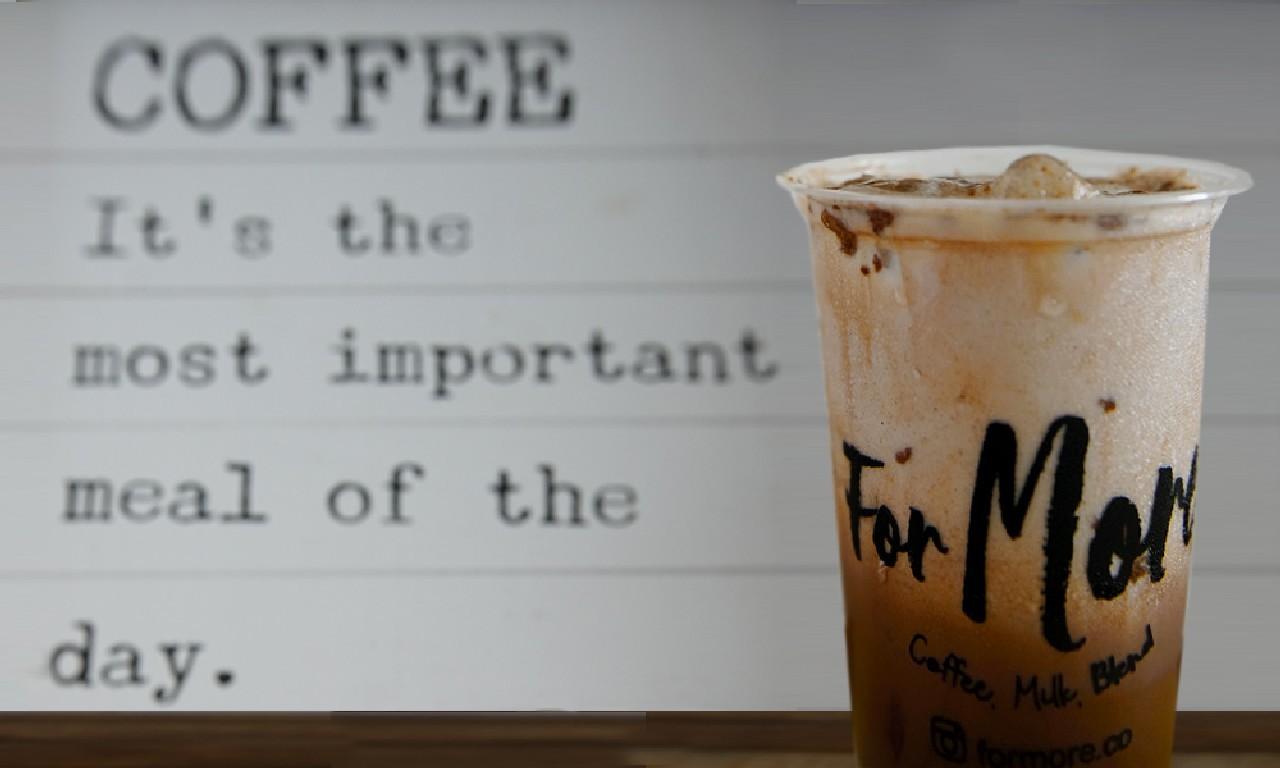 COFFEE
It's the
most important
meal of the
day.
For Mor
Coffee, Milk, Blend
formore.co